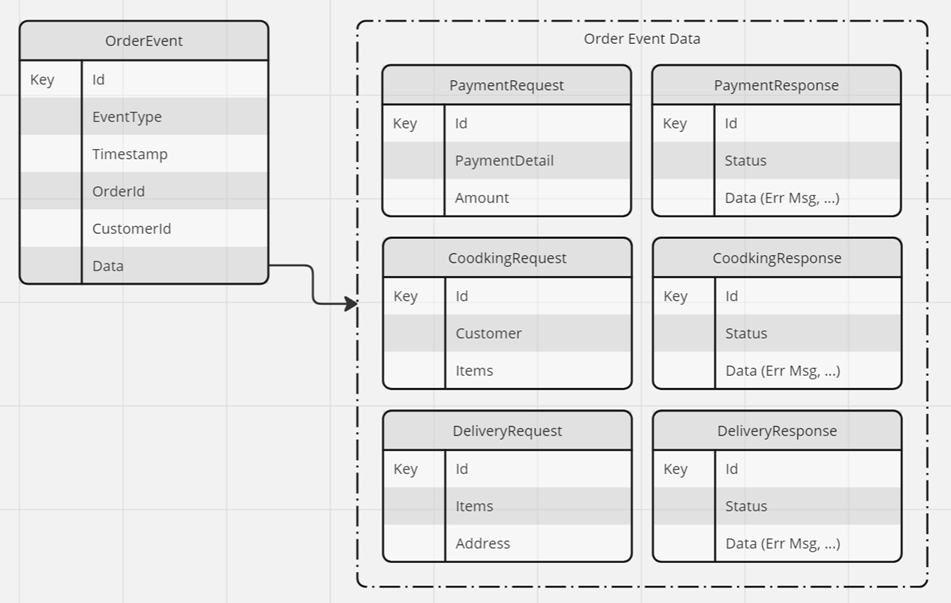 OrderEvent
Key Id
EventType
Timestamp
OrderId
CustomerId
Data
Order Event Data
PaymentRequest
Key Id
PaymentDetail
Amount
PaymentResponse
Key Id
Status
Data (Err Msg, ...)
CoodkingRequest
Key Id
Customer
Items
CoodkingResponse
Key Id
Status
Data (Err Msg, ...)
DeliveryRequest
Key Id
Items
Address
DeliveryResponse
Key Id
Status
Data (Err Msg, ...)